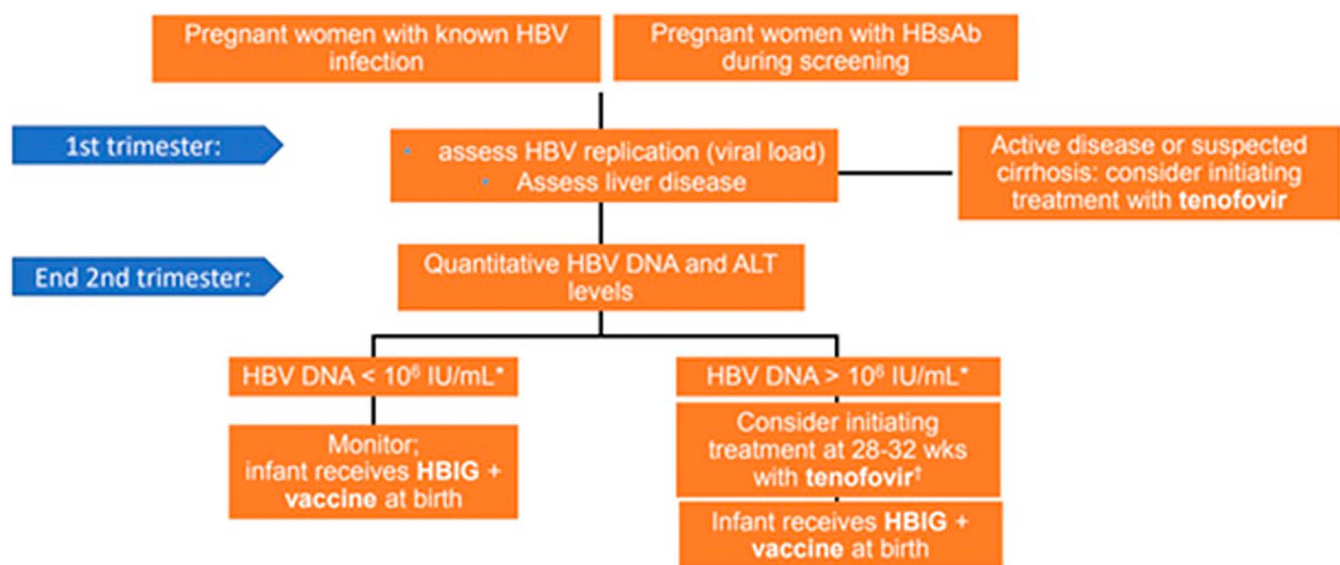 Pregnant women with known HBV
infection
Pregnant women with HBsAb
during screening
1st trimester:
assess HBV replication (viral load)
Assess liver disease
Active disease or suspected
cirrhosis: consider initiating
treatment with tenofovir
End 2nd trimester:
Quantitative HBV DNA and ALT
levels
HBV DNA < 10⁶ IU/mL*
HBV DNA > 10⁶ IU/mL*
Monitor;
infant receives HBIG +
vaccine at birth
Consider initiating
treatment at 28-32 wks
with tenofovir†
Infant receives HBIG +
vaccine at birth